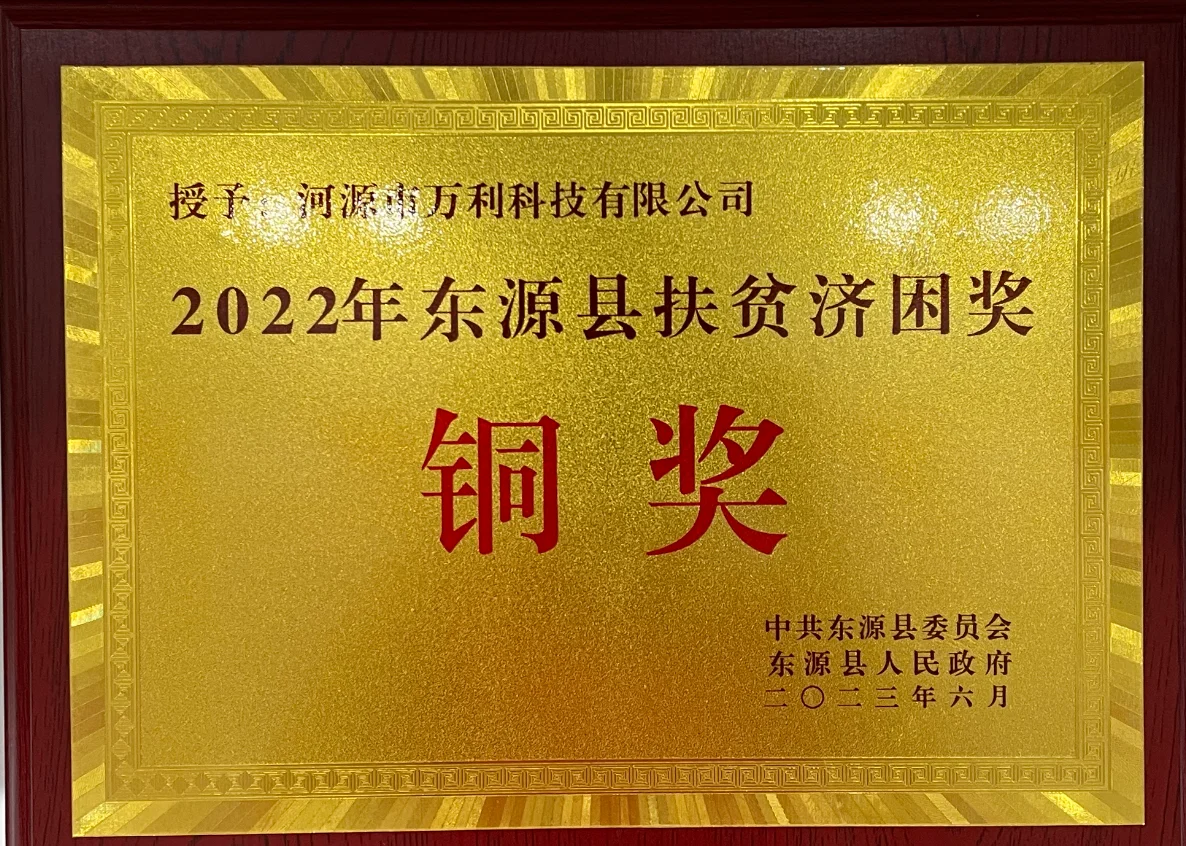 授予：河源市万利科技有限公司
2022年东源县扶贫济困奖
铜奖
中共东源县委员会
东源县人民政府
二〇二三年六月